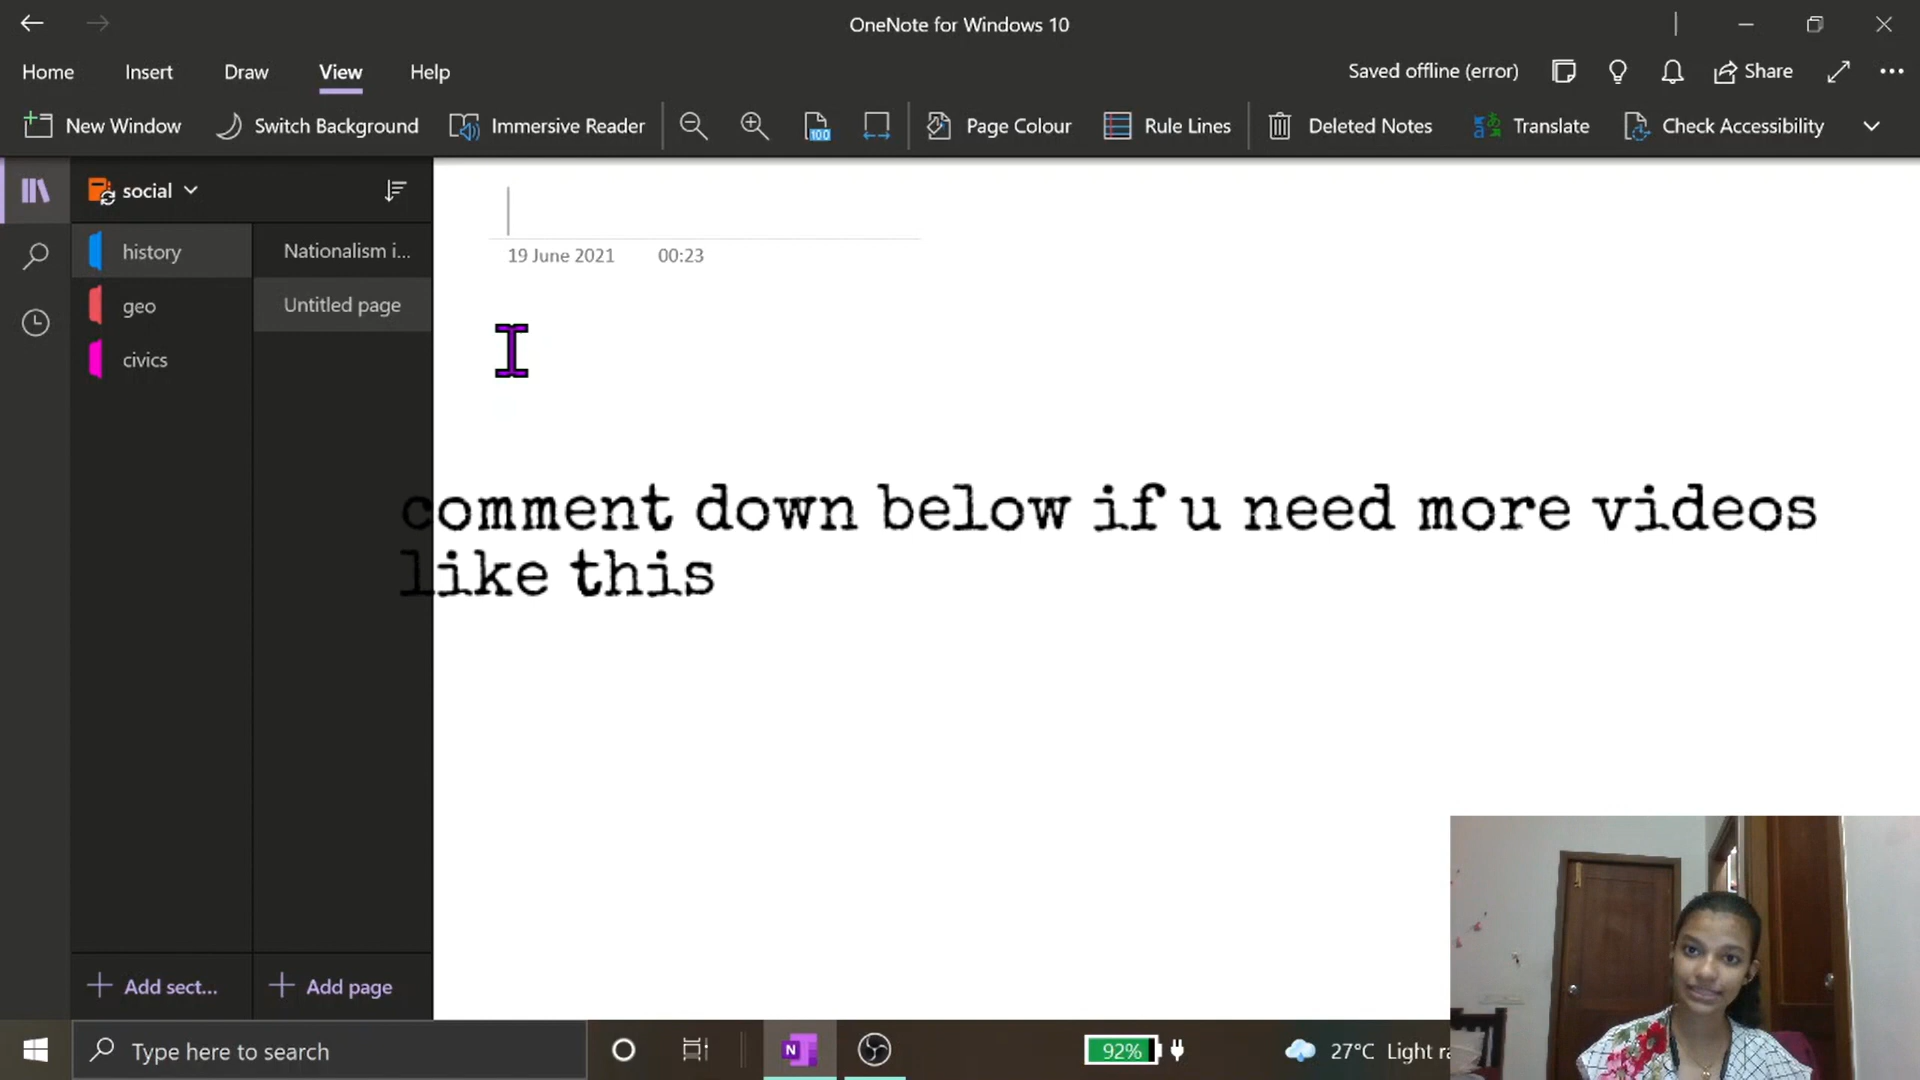 OneNote for Windows 10
Home Insert Draw View Help
Saved offline (error) Share
New Window Switch Background Immersive Reader 100 Page Colour Rule Lines Deleted Notes Translate Check Accessibility
social
history Nationalism i...
19 June 2021 00:23
geo Untitled page
civics
comment down below if u need more videos
like this
Add sect... Add page
Type here to search
N
92%
27°C Light ra